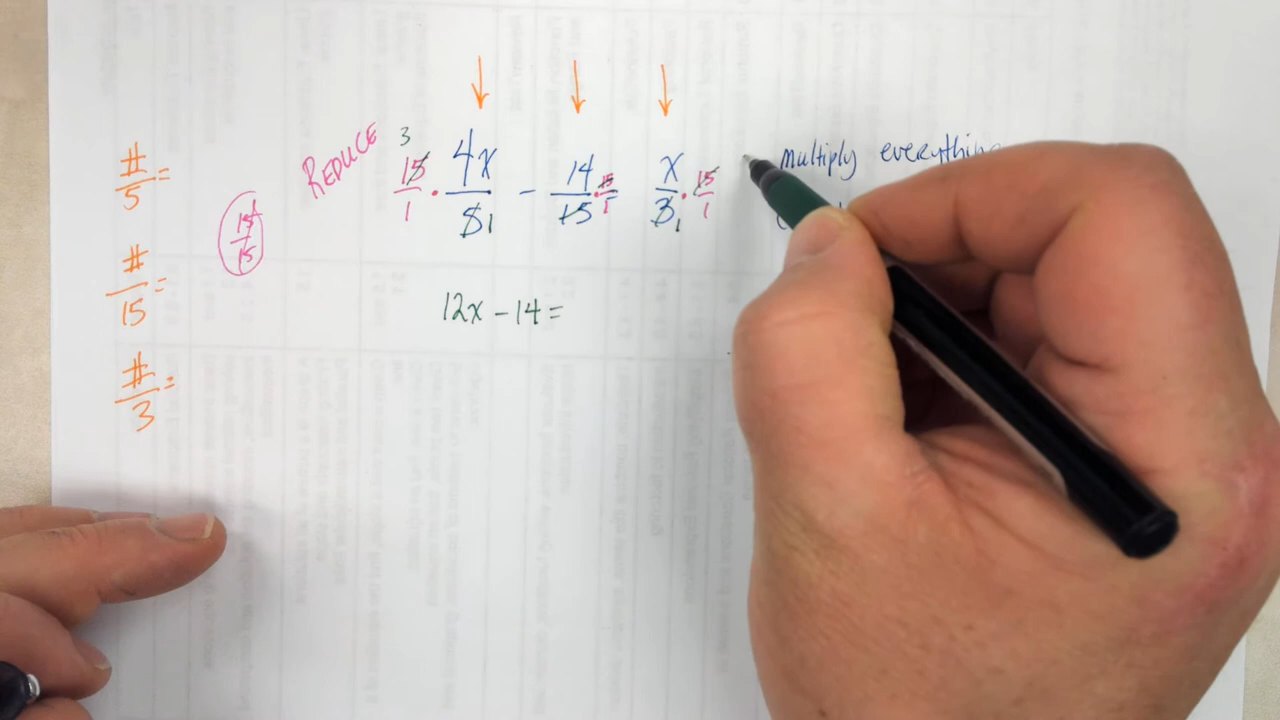 #/5 =
#/15 =
#/3 =
15/15
REDUCE
3
15/1 · 4x/5 1 - 14/15 · 15/1 x/3 1 · 15/1
multiply everything
12x - 14 =